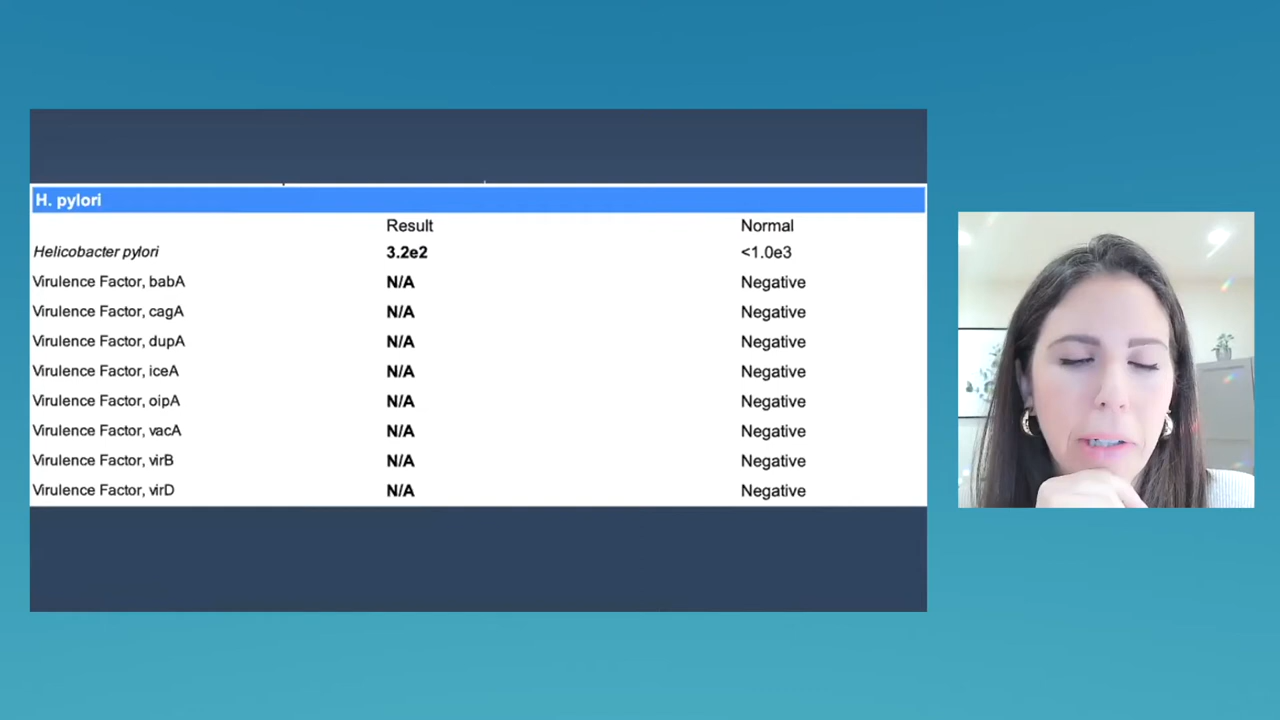 H. pylori
Result Normal
Helicobacter pylori 3.2e2 <1.0e3
Virulence Factor, babA N/A Negative
Virulence Factor, cagA N/A Negative
Virulence Factor, dupA N/A Negative
Virulence Factor, iceA N/A Negative
Virulence Factor, oipA N/A Negative
Virulence Factor, vacA N/A Negative
Virulence Factor, virB N/A Negative
Virulence Factor, virD N/A Negative